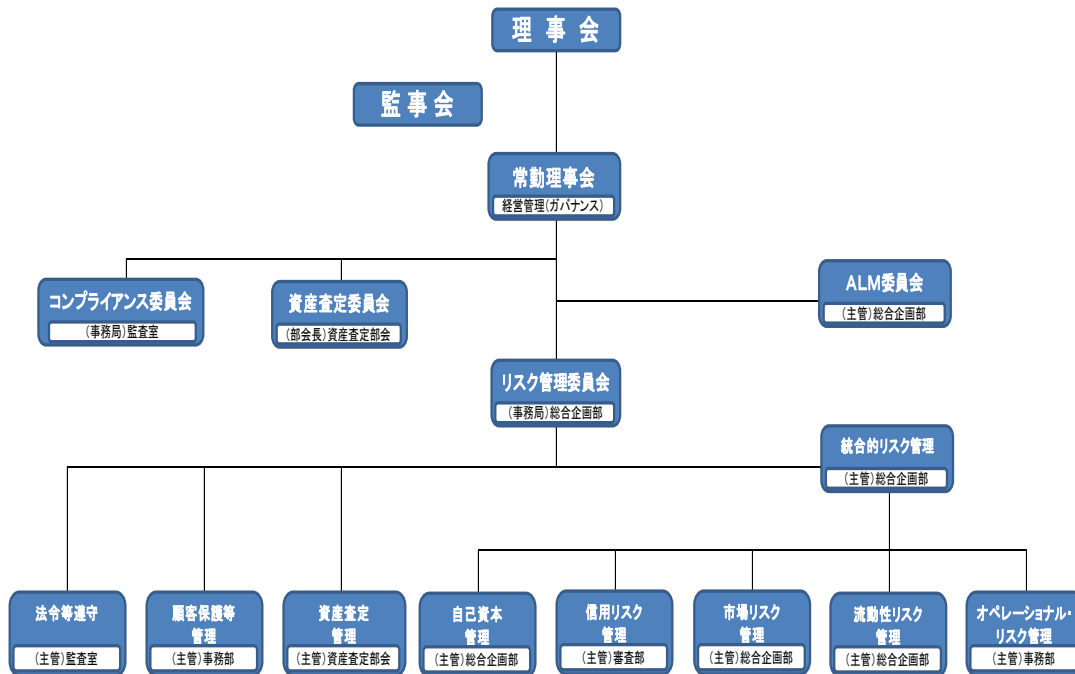 理事会
監事会
常勤理事会
経営管理(ガバナンス)
コンプライアンス委員会
(事務局)監査室
資産査定委員会
(部会長)資産査定部会
ALM委員会
(主管)総合企画部
リスク管理委員会
(事務局)総合企画部
統合的リスク管理
(主管)総合企画部
法令等遵守
(主管)監査室
顧客保護等
管理
(主管)事務部
資産査定
管理
(主管)資産査定部会
自己資本
管理
(主管)総合企画部
信用リスク
管理
(主管)審査部
市場リスク
管理
(主管)総合企画部
流動性リスク
管理
(主管)総合企画部
オペレーショナル・
リスク管理
(主管)事務部